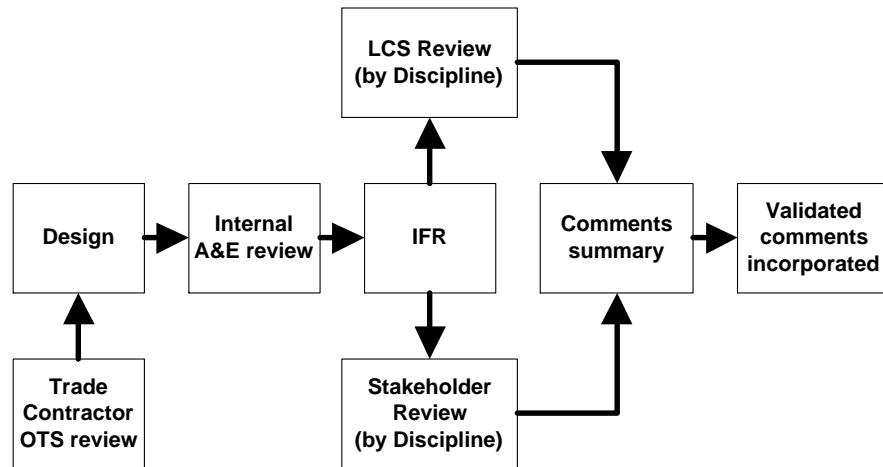 LCS Review
(by Discipline)
Design
Internal
A&E review
IFR
Comments
summary
Validated
comments
incorporated
Trade
Contractor
OTS review
Stakeholder
Review
(by Discipline)